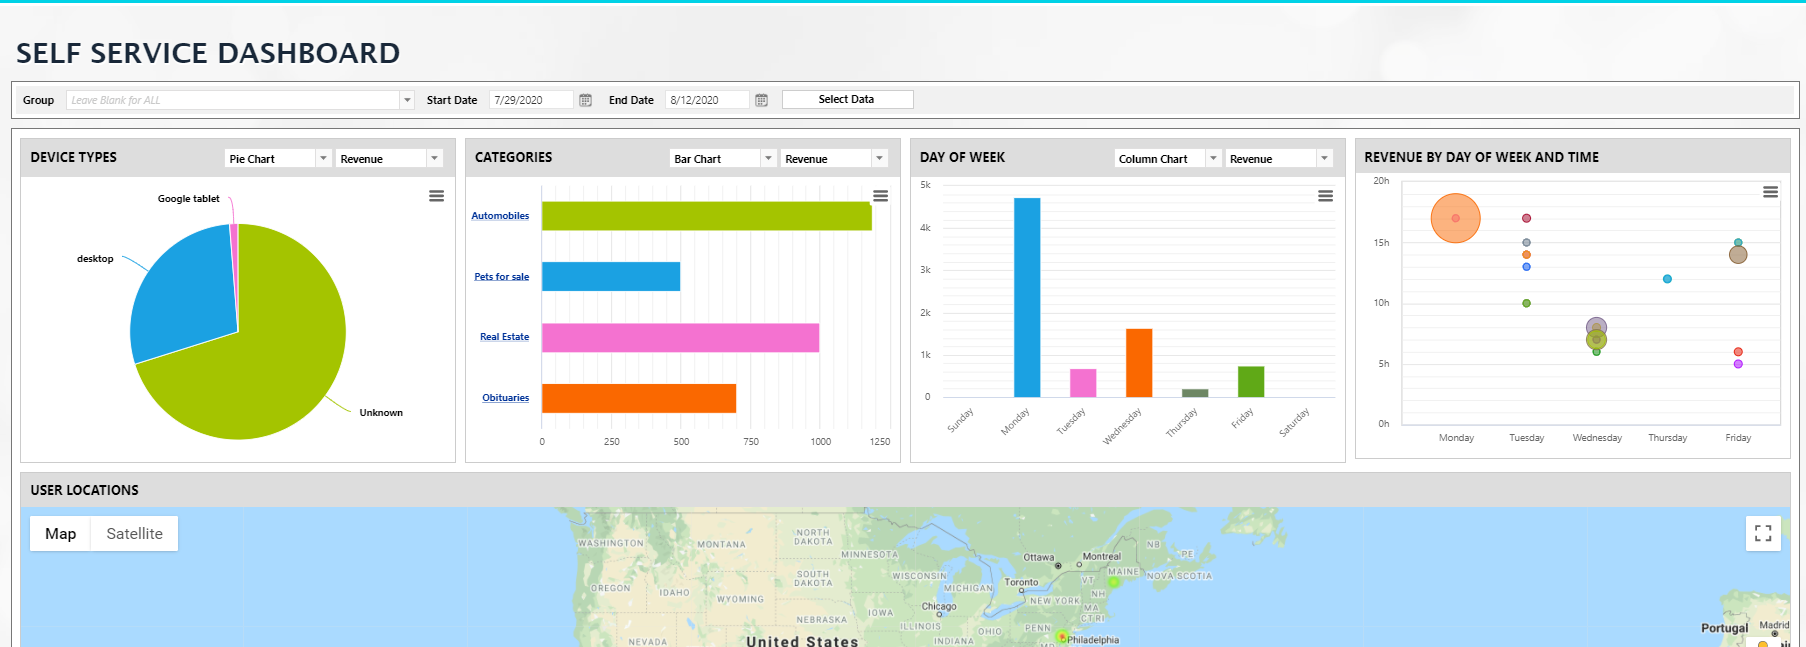 SELF SERVICE DASHBOARD
Group Leave Blank for ALL Start Date 7/29/2020 End Date 8/12/2020 Select Data
DEVICE TYPES Pie Chart Revenue
Google tablet
desktop
Unknown
CATEGORIES Bar Chart Revenue
Automobiles
Pets for sale
Real Estate
Obituaries
0 250 500 750 1000 1250
DAY OF WEEK Column Chart Revenue
5k
4k
3k
2k
1k
0
Sunday Monday Tuesday Wednesday Thursday Friday Saturday
REVENUE BY DAY OF WEEK AND TIME
20h
15h
10h
5h
0h
Monday Tuesday Wednesday Thursday Friday
USER LOCATIONS
Map Satellite
WASHINGTON
MONTANA
NORTH
DAKOTA
MINNESOTA
SOUTH
DAKOTA
WISCONSIN
MICHIGAN
OREGON
IDAHO
WYOMING
Ottawa
Montreal
NB
PE
MAINE
NOVA SCOTIA
Toronto
VT
NH
NEW YORK
MA
CT RI
Chicago
IOWA
NEBRASKA
ILLINOIS
INDIANA
OHIO
PENN
Philadelphia
NEVADA
United States
Portugal
Madrid